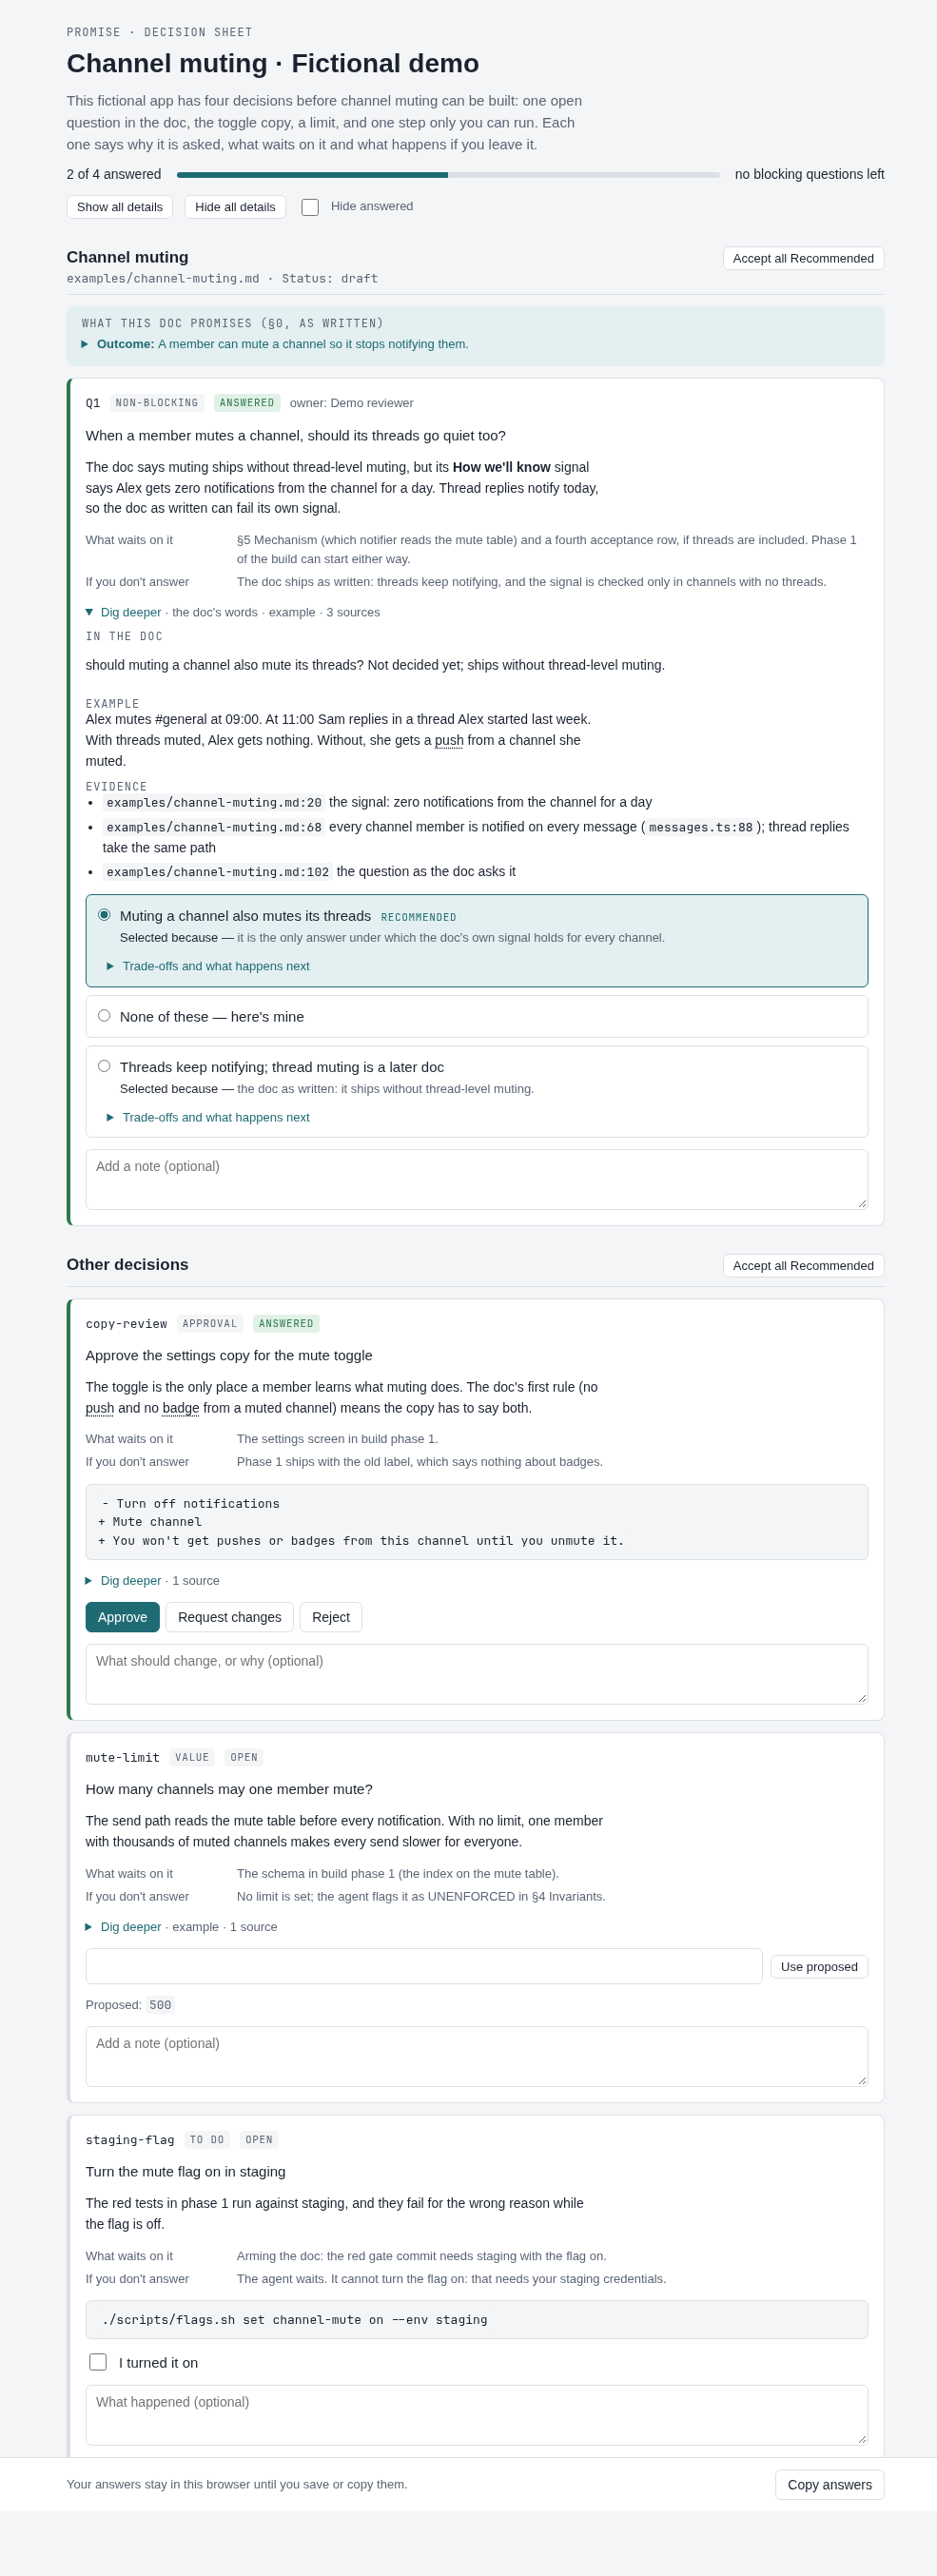 PROMISE · DECISION SHEET
Channel muting · Fictional demo
This fictional app has four decisions before channel muting can be built: one open
question in the doc, the toggle copy, a limit, and one step only you can run. Each
one says why it is asked, what waits on it and what happens if you leave it.
2 of 4 answered
no blocking questions left
Show all details
Hide all details
Hide answered
Channel muting
Accept all Recommended
examples/channel-muting.md · Status: draft
WHAT THIS DOC PROMISES (§0, AS WRITTEN)
Outcome: A member can mute a channel so it stops notifying them.
Q1 NON-BLOCKING ANSWERED owner: Demo reviewer
When a member mutes a channel, should its threads go quiet too?
The doc says muting ships without thread-level muting, but its How we'll know signal
says Alex gets zero notifications from the channel for a day. Thread replies notify today,
so the doc as written can fail its own signal.
What waits on it §5 Mechanism (which notifier reads the mute table) and a fourth acceptance row, if threads are included. Phase 1
of the build can start either way.
If you don't answer The doc ships as written: threads keep notifying, and the signal is checked only in channels with no threads.
Dig deeper · the doc's words · example · 3 sources
IN THE DOC
should muting a channel also mute its threads? Not decided yet; ships without thread-level muting.
EXAMPLE
Alex mutes #general at 09:00. At 11:00 Sam replies in a thread Alex started last week.
With threads muted, Alex gets nothing. Without, she gets a push from a channel she
muted.
EVIDENCE
• examples/channel-muting.md:20 the signal: zero notifications from the channel for a day
• examples/channel-muting.md:68 every channel member is notified on every message ( messages.ts:88 ); thread replies
take the same path
• examples/channel-muting.md:102 the question as the doc asks it
Muting a channel also mutes its threads RECOMMENDED
Selected because — it is the only answer under which the doc's own signal holds for every channel.
Trade-offs and what happens next
None of these — here's mine
Threads keep notifying; thread muting is a later doc
Selected because — the doc as written: it ships without thread-level muting.
Trade-offs and what happens next
Add a note (optional)
Other decisions
Accept all Recommended
copy-review APPROVAL ANSWERED
Approve the settings copy for the mute toggle
The toggle is the only place a member learns what muting does. The doc's first rule (no
push and no badge from a muted channel) means the copy has to say both.
What waits on it The settings screen in build phase 1.
If you don't answer Phase 1 ships with the old label, which says nothing about badges.
- Turn off notifications
+ Mute channel
+ You won't get pushes or badges from this channel until you unmute it.
Dig deeper · 1 source
Approve
Request changes
Reject
What should change, or why (optional)
mute-limit VALUE OPEN
How many channels may one member mute?
The send path reads the mute table before every notification. With no limit, one member
with thousands of muted channels makes every send slower for everyone.
What waits on it The schema in build phase 1 (the index on the mute table).
If you don't answer No limit is set; the agent flags it as UNENFORCED in §4 Invariants.
Dig deeper · example · 1 source
Use proposed
Proposed: 500
Add a note (optional)
staging-flag TO DO OPEN
Turn the mute flag on in staging
The red tests in phase 1 run against staging, and they fail for the wrong reason while
the flag is off.
What waits on it Arming the doc: the red gate commit needs staging with the flag on.
If you don't answer The agent waits. It cannot turn the flag on: that needs your staging credentials.
./scripts/flags.sh set channel-mute on --env staging
I turned it on
What happened (optional)
Your answers stay in this browser until you save or copy them.
Copy answers